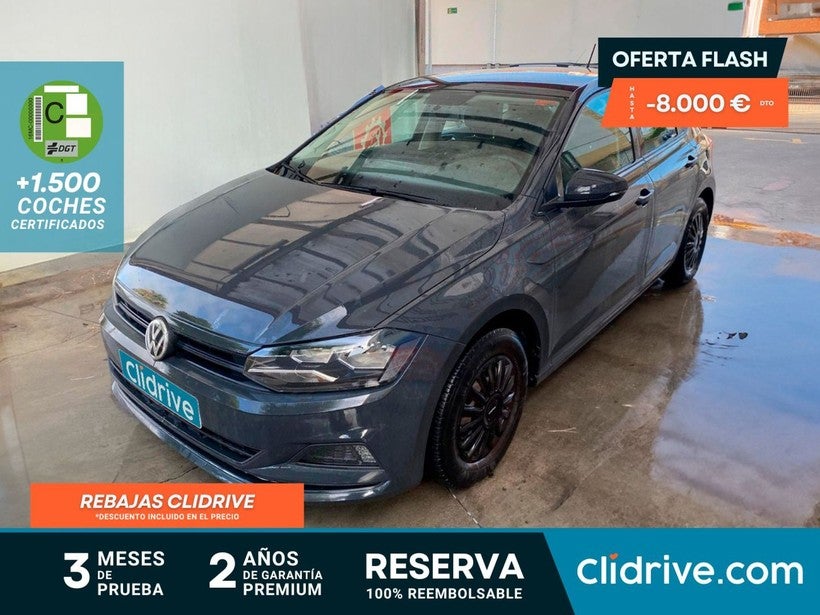 OFERTA FLASH
HASTA
-8.000 € DTO
C
DGT
+1.500
COCHES
CERTIFICADOS
clidrive
REBAJAS CLIDRIVE
*DESCUENTO INCLUIDO EN EL PRECIO
3 MESES
DE
PRUEBA
2 AÑOS
DE GARANTÍA
PREMIUM
RESERVA
100% REEMBOLSABLE
Clidrive.com